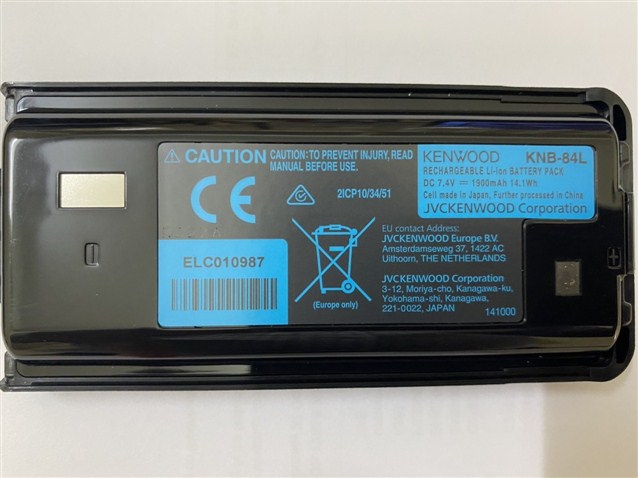 CAUTION
CAUTION: TO PREVENT INJURY, READ
MANUAL BEFORE USE.
CE
2ICP10/34/51
KENWOOD KNB-84L
RECHARGEABLE Li-ion BATTERY PACK
DC 7.4V ⎓ 1900mAh 14.1Wh
Cell made in Japan, Further processed in China
JVCKENWOOD Corporation
ELC010987
(Europe only)
EU contact Address:
JVCKENWOOD Europe B.V.
Amsterdamseweg 37, 1422 AC
Uithoorn, THE NETHERLANDS
JVCKENWOOD Corporation
3-12, Moriya-cho, Kanagawa-ku,
Yokohama-shi, Kanagawa,
221-0022, JAPAN
141000